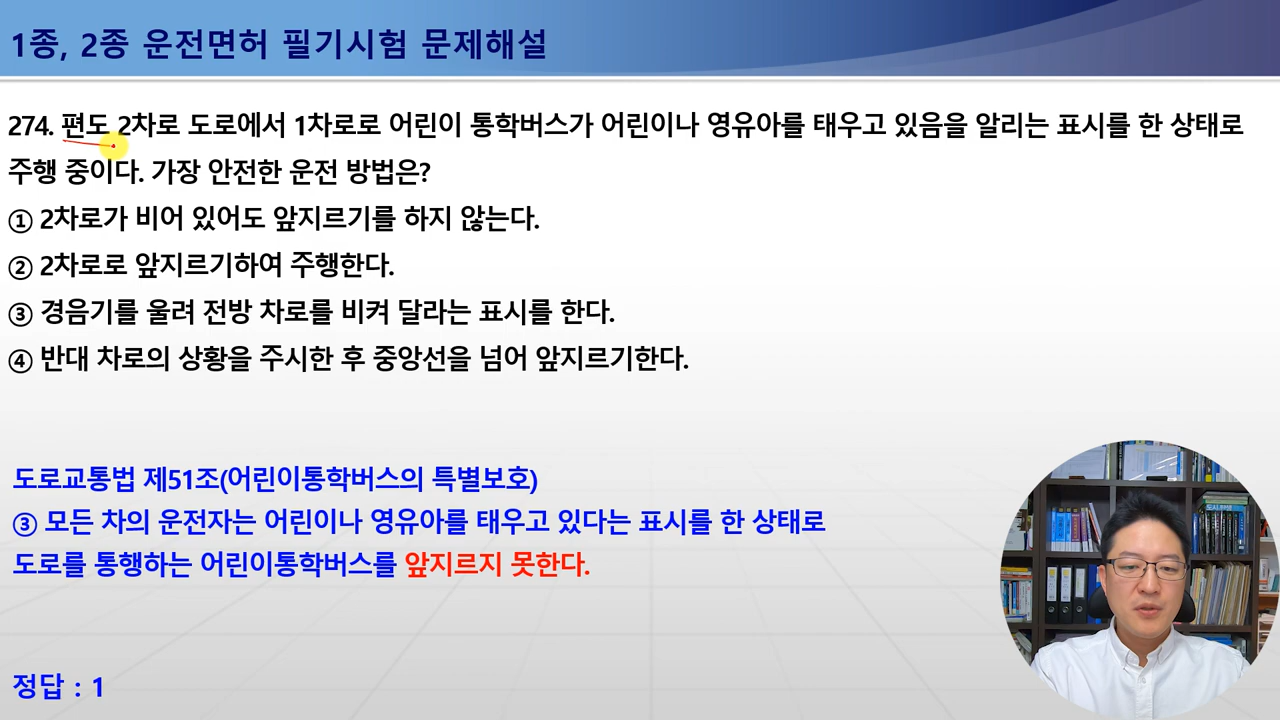 1종, 2종 운전면허 필기시험 문제해설
274. 편도 2차로 도로에서 1차로로 어린이 통학버스가 어린이나 영유아를 태우고 있음을 알리는 표시를 한 상태로
주행 중이다. 가장 안전한 운전 방법은?
① 2차로가 비어 있어도 앞지르기를 하지 않는다.
② 2차로로 앞지르기하여 주행한다.
③ 경음기를 울려 전방 차로를 비켜 달라는 표시를 한다.
④ 반대 차로의 상황을 주시한 후 중앙선을 넘어 앞지르기한다.
도로교통법 제51조(어린이통학버스의 특별보호)
③ 모든 차의 운전자는 어린이나 영유아를 태우고 있다는 표시를 한 상태로
도로를 통행하는 어린이통학버스를 앞지르지 못한다.
정답 : 1